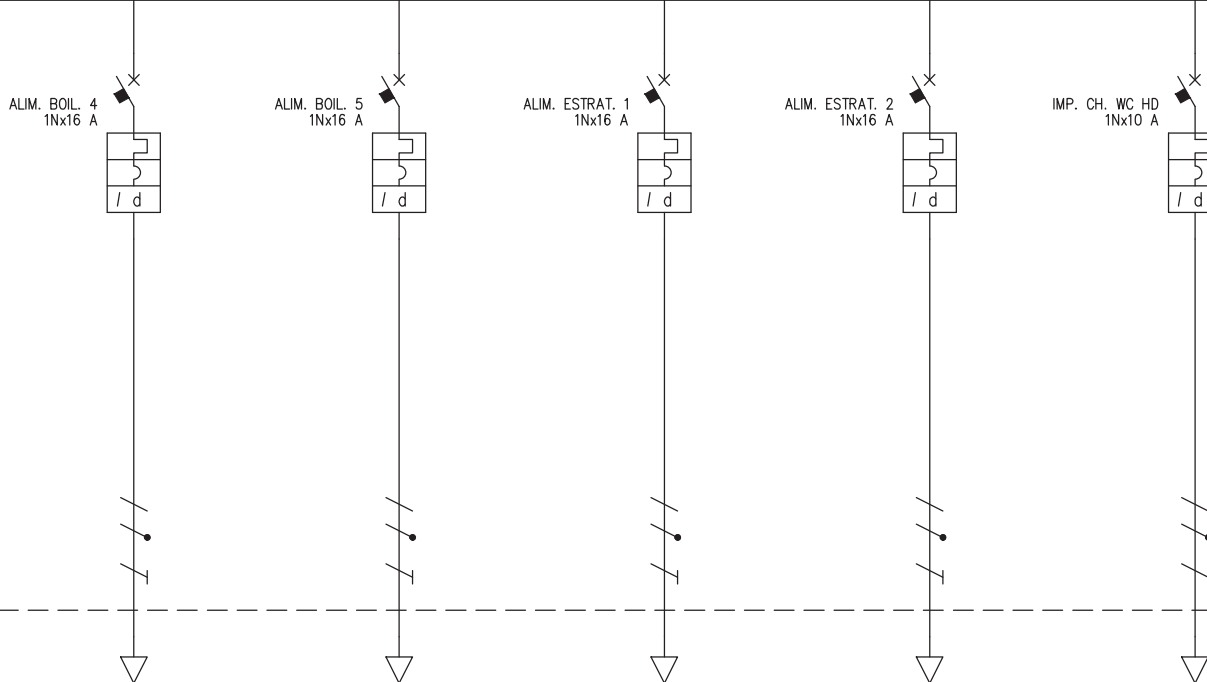 ALIM. BOIL. 4
1Nx16 A
ALIM. BOIL. 5
1Nx16 A
ALIM. ESTRAT. 1
1Nx16 A
ALIM. ESTRAT. 2
1Nx16 A
IMP. CH. WC HD
1Nx10 A
I d
I d
I d
I d
I d